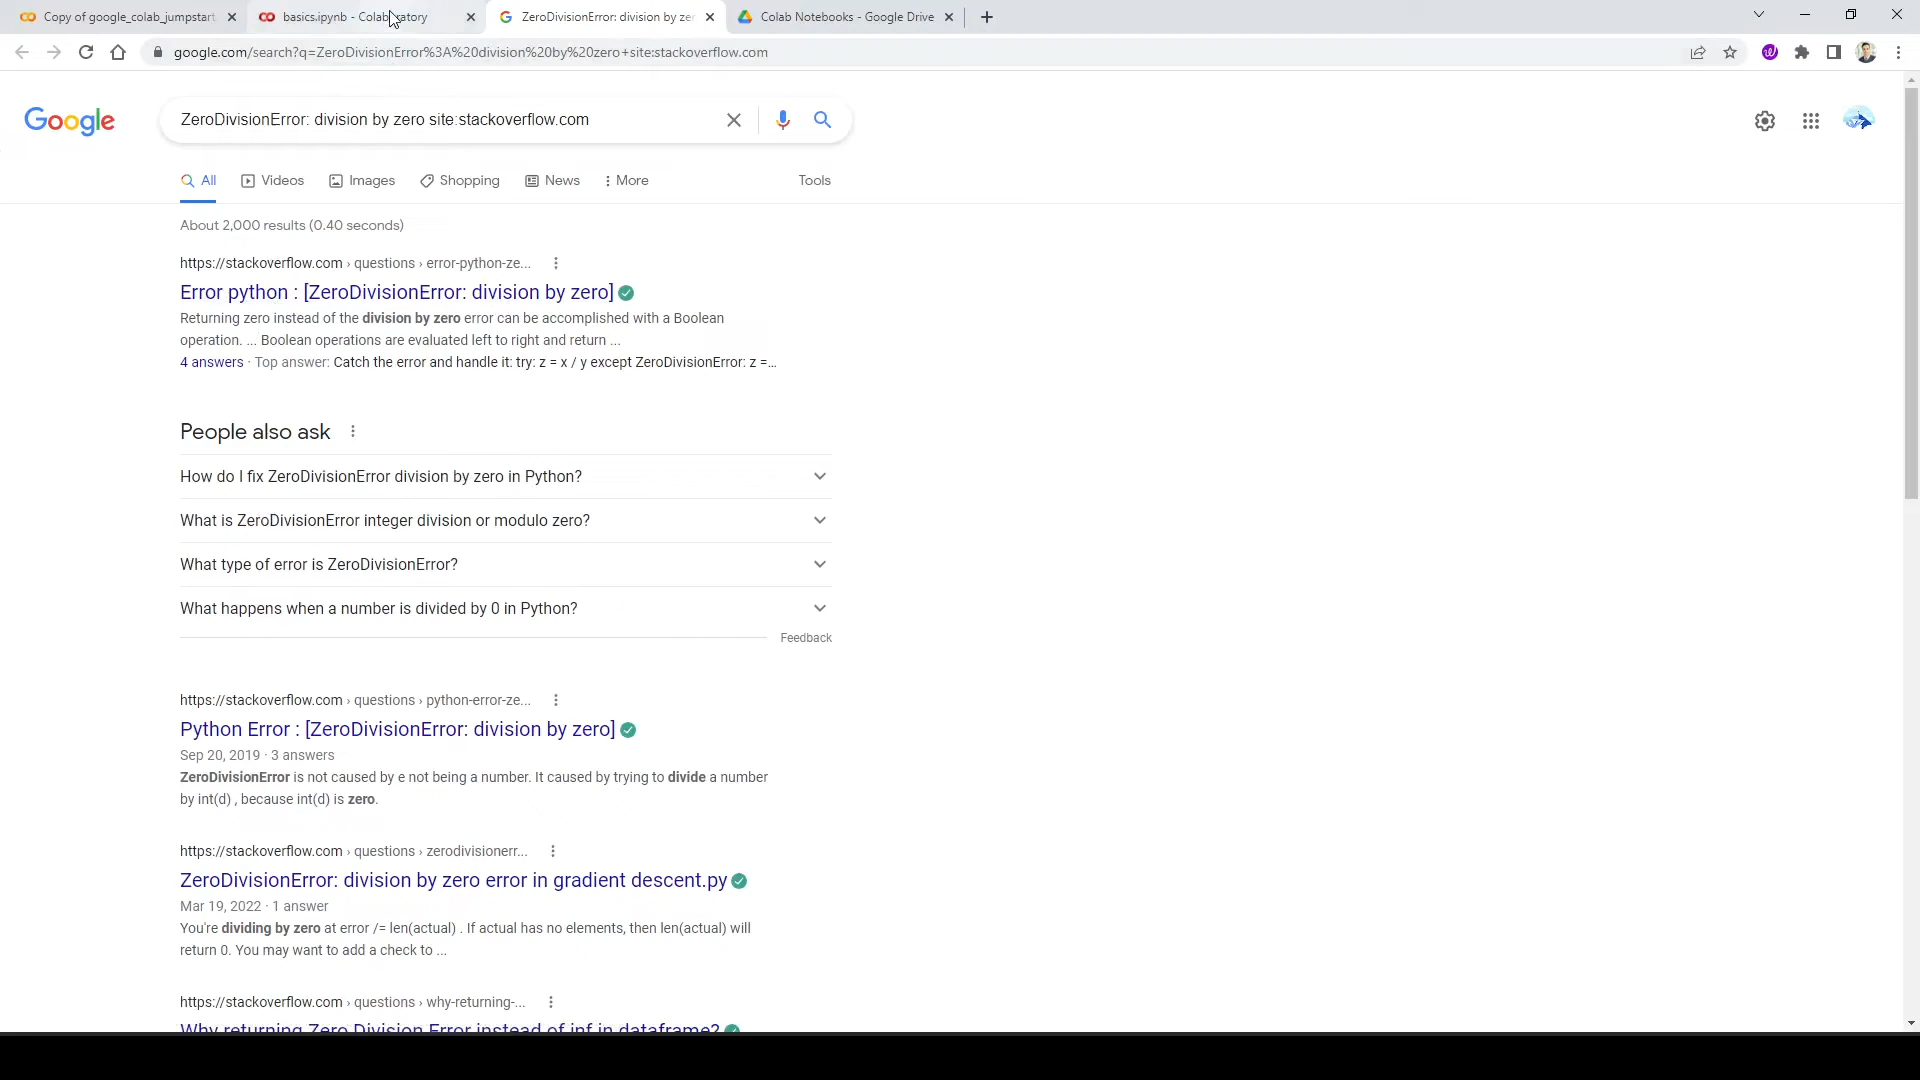 Copy of google_colab_jumpstart
basics.ipynb - Colaboratory
ZeroDivisionError: division by zer
Colab Notebooks - Google Drive
google.com/search?q=ZeroDivisionError%3A%20division%20by%20zero+site:stackoverflow.com
Google
ZeroDivisionError: division by zero site:stackoverflow.com
All
Videos
Images
Shopping
News
More
Tools
About 2,000 results (0.40 seconds)
https://stackoverflow.com › questions › error-python-ze...
Error python : [ZeroDivisionError: division by zero]
Returning zero instead of the division by zero error can be accomplished with a Boolean
operation. ... Boolean operations are evaluated left to right and return ...
4 answers · Top answer: Catch the error and handle it: try: z = x / y except ZeroDivisionError: z =...
People also ask
How do I fix ZeroDivisionError division by zero in Python?
What is ZeroDivisionError integer division or modulo zero?
What type of error is ZeroDivisionError?
What happens when a number is divided by 0 in Python?
Feedback
https://stackoverflow.com › questions › python-error-ze...
Python Error : [ZeroDivisionError: division by zero]
Sep 20, 2019 · 3 answers
ZeroDivisionError is not caused by e not being a number. It caused by trying to divide a number
by int(d) , because int(d) is zero.
https://stackoverflow.com › questions › zerodivisionerr...
ZeroDivisionError: division by zero error in gradient descent.py
Mar 19, 2022 · 1 answer
You're dividing by zero at error /= len(actual) . If actual has no elements, then len(actual) will
return 0. You may want to add a check to ...
https://stackoverflow.com › questions › why-returning-...
Why returning Zero Division Error instead of inf in dataframe?